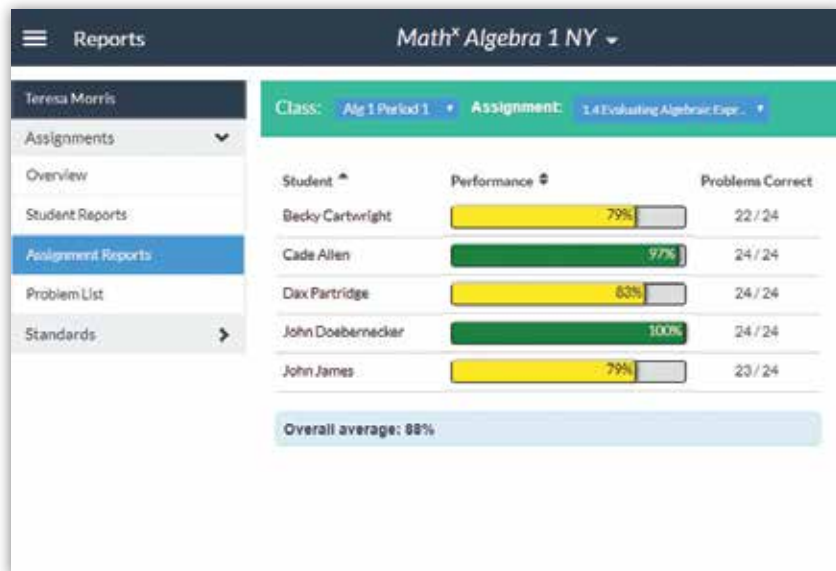 Reports
Math× Algebra 1 NY
Teresa Morris
Assignments
Overview
Student Reports
Assignment Reports
Problem List
Standards
Class: Alg 1 Period 1 Assignment: 1.4 Evaluating Algebraic Expr...
Student Performance Problems Correct
Becky Cartwright 79% 22 / 24
Cade Allen 97% 24 / 24
Dax Partridge 83% 24 / 24
John Doebernecker 100% 24 / 24
John James 79% 23 / 24
Overall average: 88%